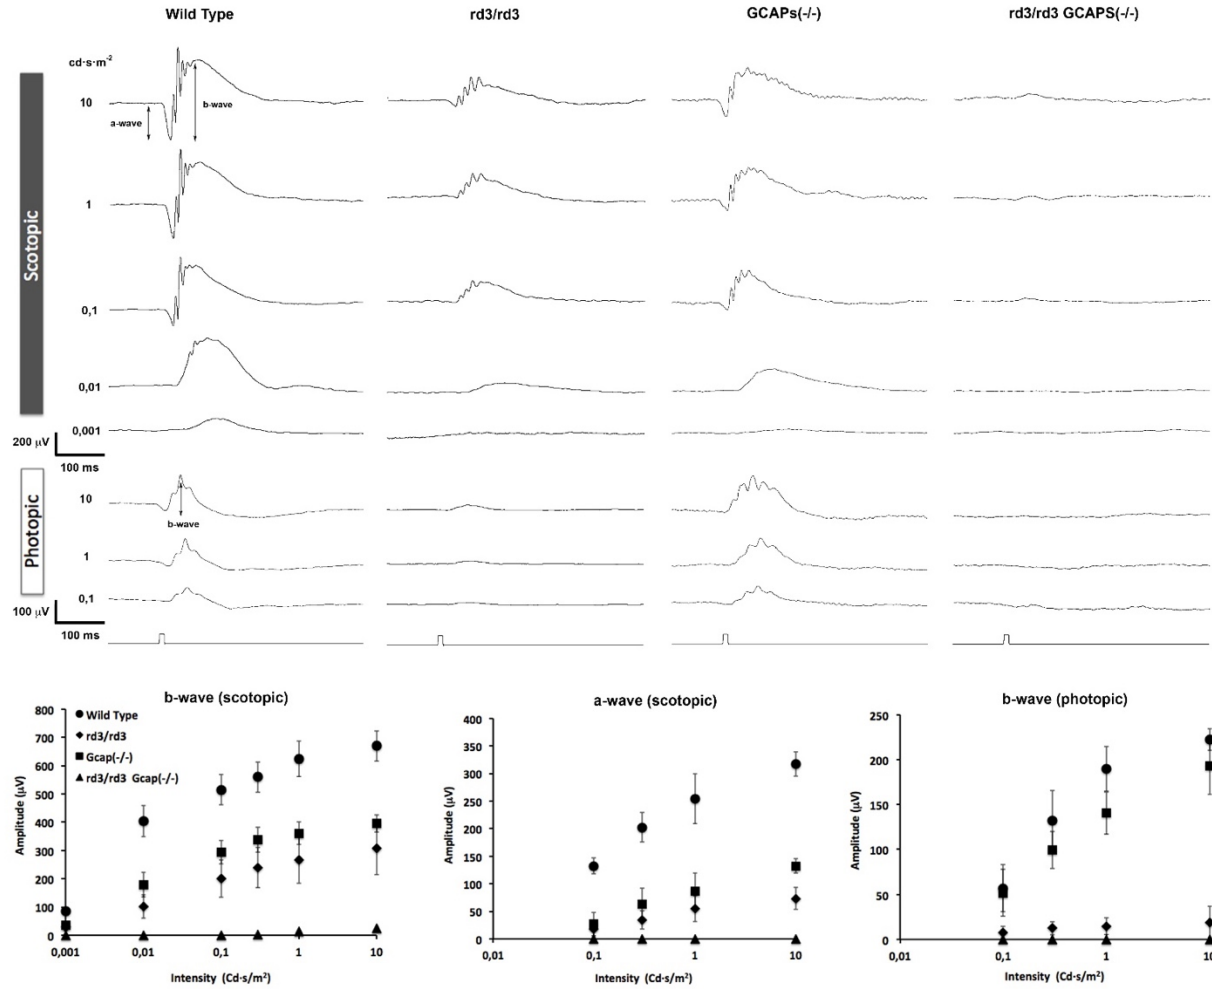 Wild Type rd3/rd3 GCAPs(-/-) rd3/rd3 GCAPS(-/-)
cd·s·m-2
Scotopic
10
a-wave
b-wave
1
0,1
0,01
0,001
200 µV
100 ms
Photopic
10
b-wave
1
0,1
100 µV
100 ms
b-wave (scotopic)
Amplitude (µV)
800
700
600
500
400
300
200
100
0
Wild Type
rd3/rd3
Gcap(-/-)
rd3/rd3 Gcap(-/-)
0,001 0,01 0,1 1 10
Intensity (Cd·s/m²)
a-wave (scotopic)
Amplitude (µV)
400
350
300
250
200
150
100
50
0
0,01 0,1 1 10
Intensity (Cd·s/m²)
b-wave (photopic)
Amplitude (µV)
250
200
150
100
50
0
0,01 0,1 1 10
Intensity (Cd·s/m²)